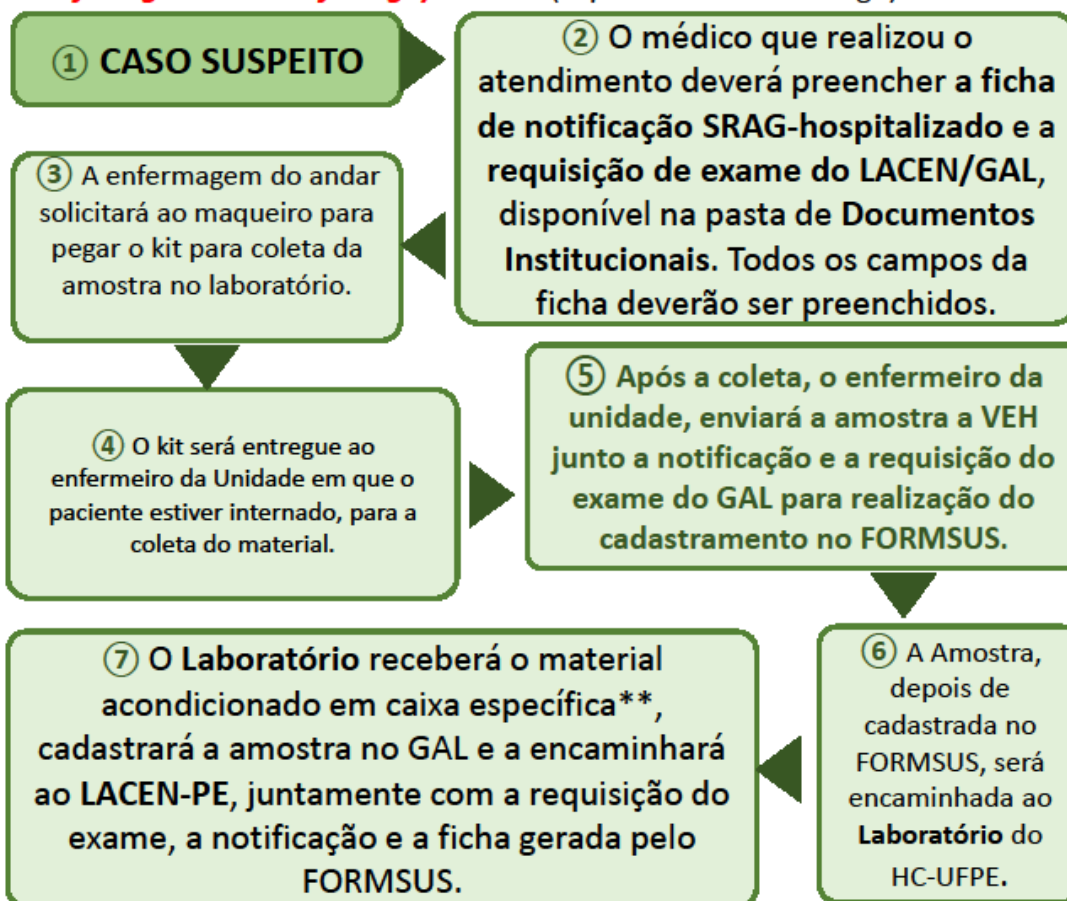 ① CASO SUSPEITO
② O médico que realizou o
atendimento deverá preencher a ficha
de notificação SRAG-hospitalizado e a
requisição de exame do LACEN/GAL,
disponível na pasta de Documentos
Institucionais. Todos os campos da
ficha deverão ser preenchidos.
③ A enfermagem do andar
solicitará ao maqueiro para
pegar o kit para coleta da
amostra no laboratório.
④ O kit será entregue ao
enfermeiro da Unidade em que o
paciente estiver internado, para a
coleta do material.
⑤ Após a coleta, o enfermeiro da
unidade, enviará a amostra a VEH
junto a notificação e a requisição do
exame do GAL para realização do
cadastramento no FORMSUS.
⑥ A Amostra,
depois de
cadastrada no
FORMSUS, será
encaminhada ao
Laboratório do
HC-UFPE.
⑦ O Laboratório receberá o material
acondicionado em caixa específica**,
cadastrará a amostra no GAL e a encaminhará
ao LACEN-PE, juntamente com a requisição do
exame, a notificação e a ficha gerada pelo
FORMSUS.